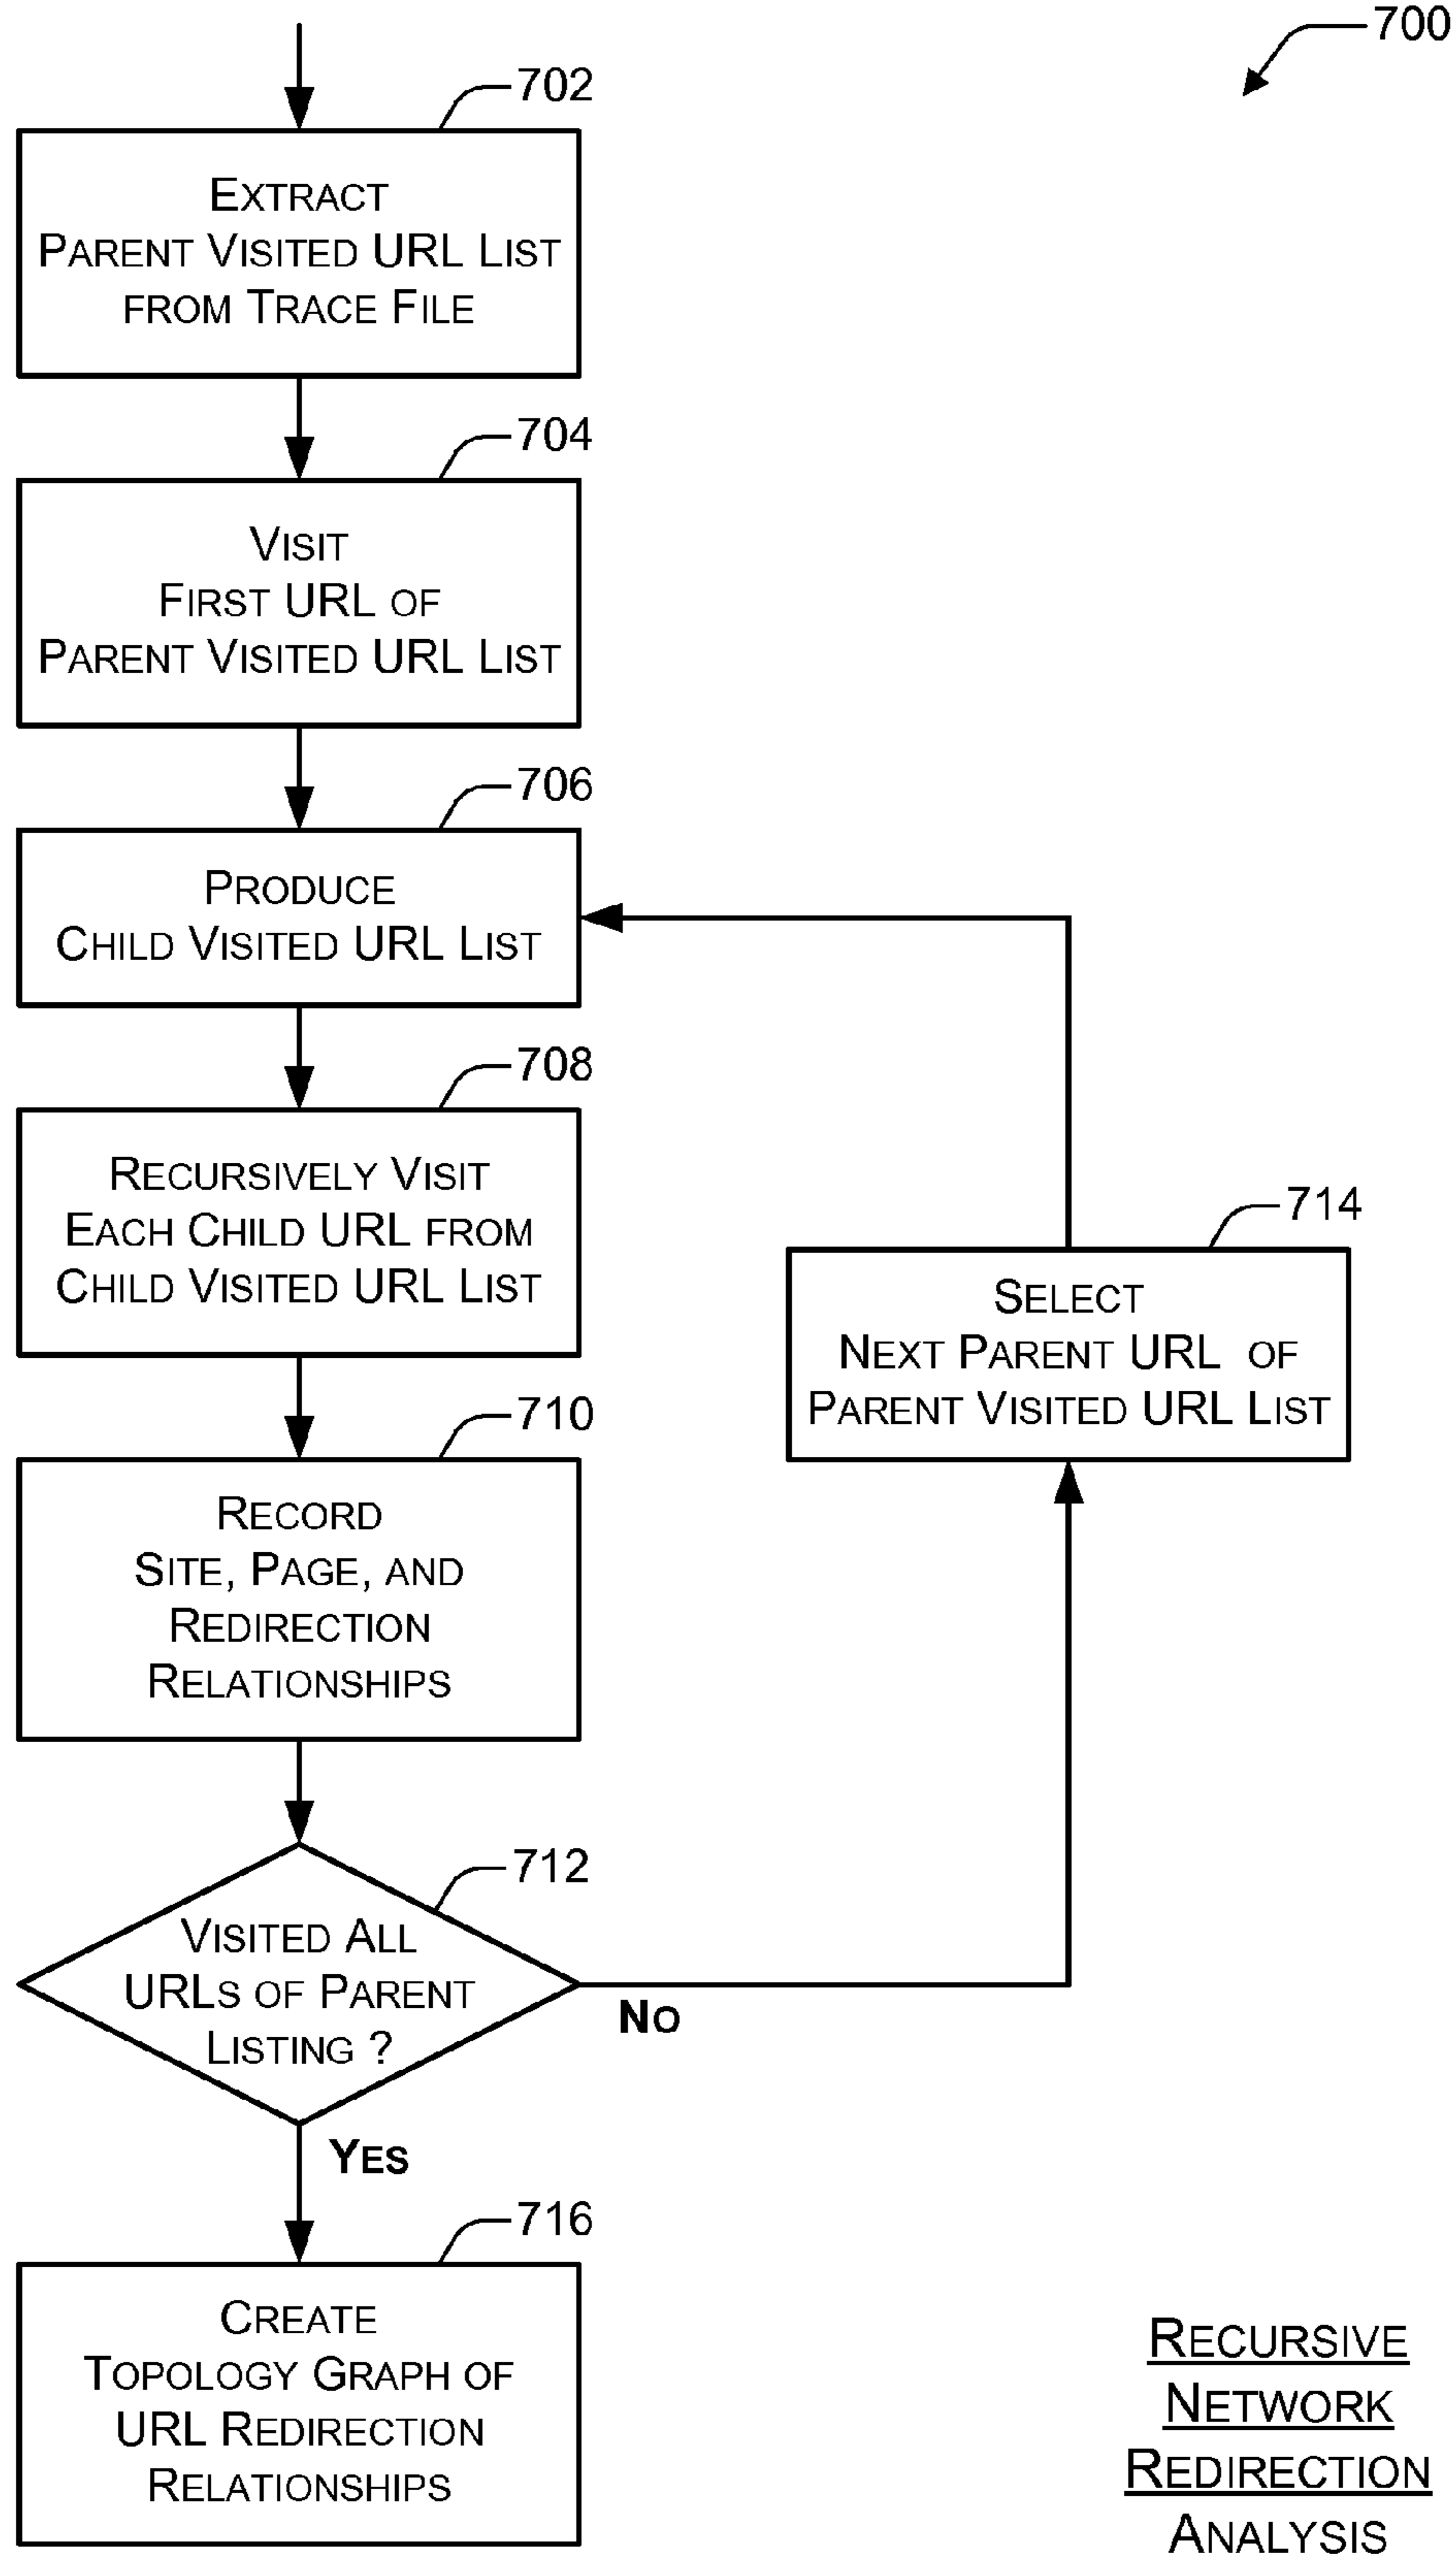 700
702
EXTRACT
PARENT VISITED URL LIST
FROM TRACE FILE
704
VISIT
FIRST URL OF
PARENT VISITED URL LIST
706
PRODUCE
CHILD VISITED URL LIST
708
RECURSIVELY VISIT
EACH CHILD URL FROM
CHILD VISITED URL LIST
714
SELECT
NEXT PARENT URL OF
PARENT VISITED URL LIST
710
RECORD
SITE, PAGE, AND
REDIRECTION
RELATIONSHIPS
712
VISITED ALL
URLS OF PARENT
LISTING ?
NO
YES
716
CREATE
TOPOLOGY GRAPH OF
URL REDIRECTION
RELATIONSHIPS
RECURSIVE
NETWORK
REDIRECTION
ANALYSIS